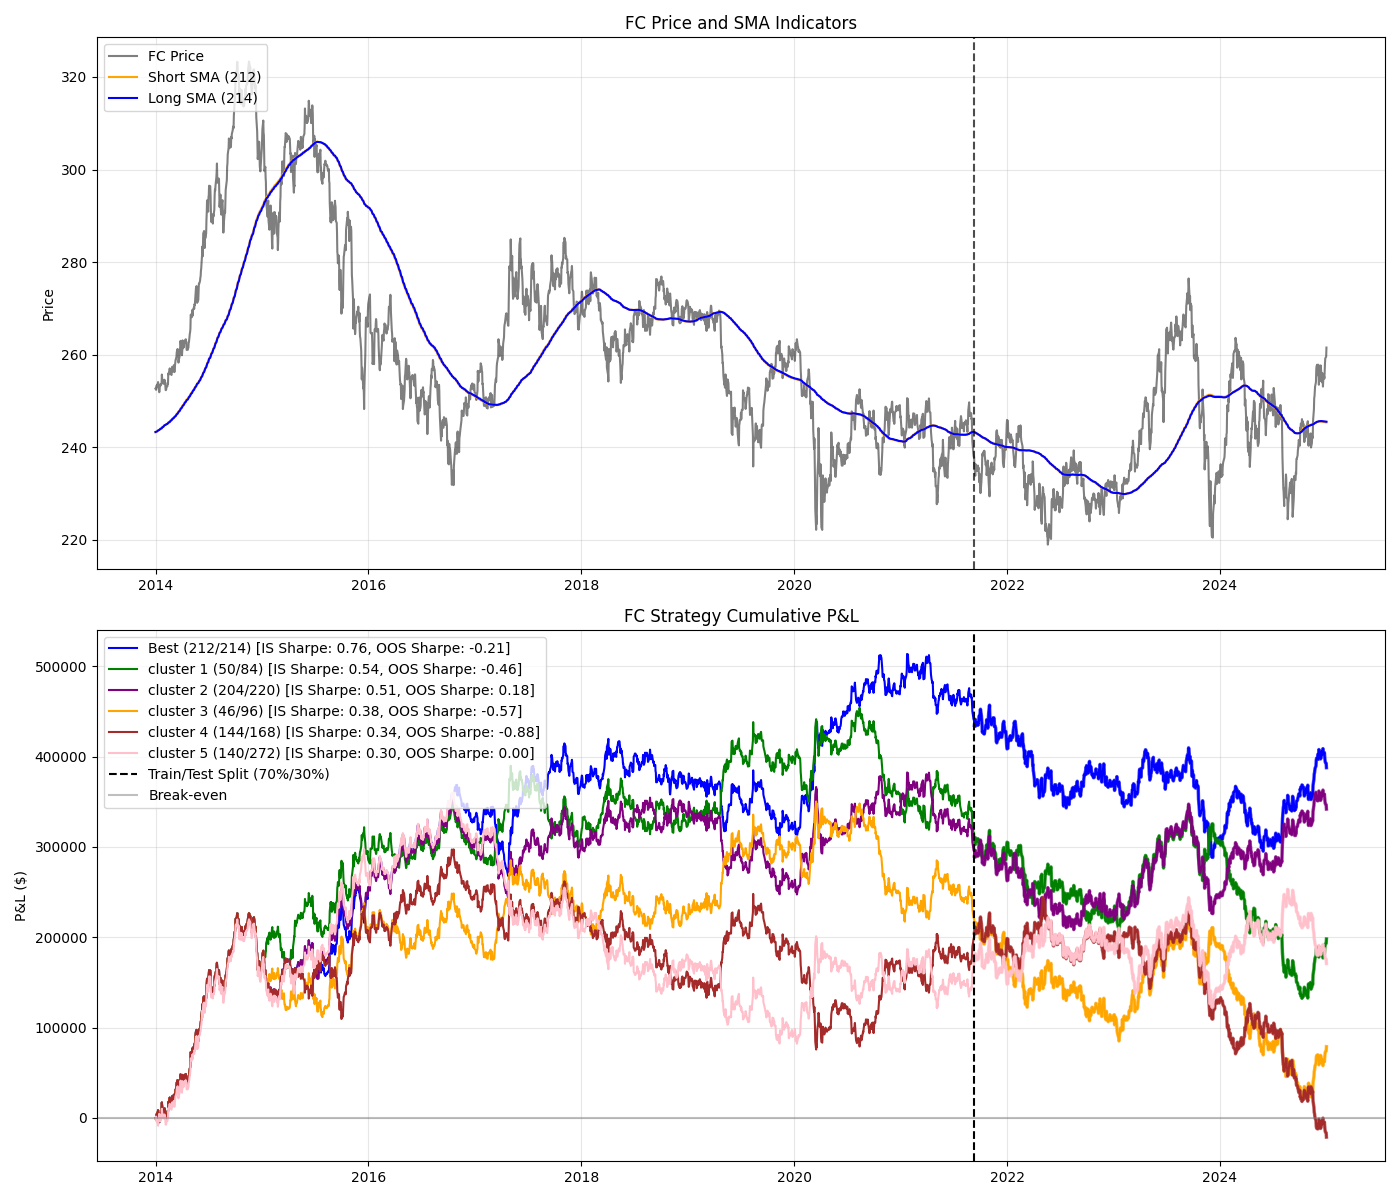 FC Price and SMA Indicators
FC Price
Short SMA (212)
Long SMA (214)
Price
320
300
280
260
240
220
2014 2016 2018 2020 2022 2024
FC Strategy Cumulative P&L
Best (212/214) [IS Sharpe: 0.76, OOS Sharpe: -0.21]
cluster 1 (50/84) [IS Sharpe: 0.54, OOS Sharpe: -0.46]
cluster 2 (204/220) [IS Sharpe: 0.51, OOS Sharpe: 0.18]
cluster 3 (46/96) [IS Sharpe: 0.38, OOS Sharpe: -0.57]
cluster 4 (144/168) [IS Sharpe: 0.34, OOS Sharpe: -0.88]
cluster 5 (140/272) [IS Sharpe: 0.30, OOS Sharpe: 0.00]
Train/Test Split (70%/30%)
Break-even
P&L ($)
500000
400000
300000
200000
100000
0
2014 2016 2018 2020 2022 2024